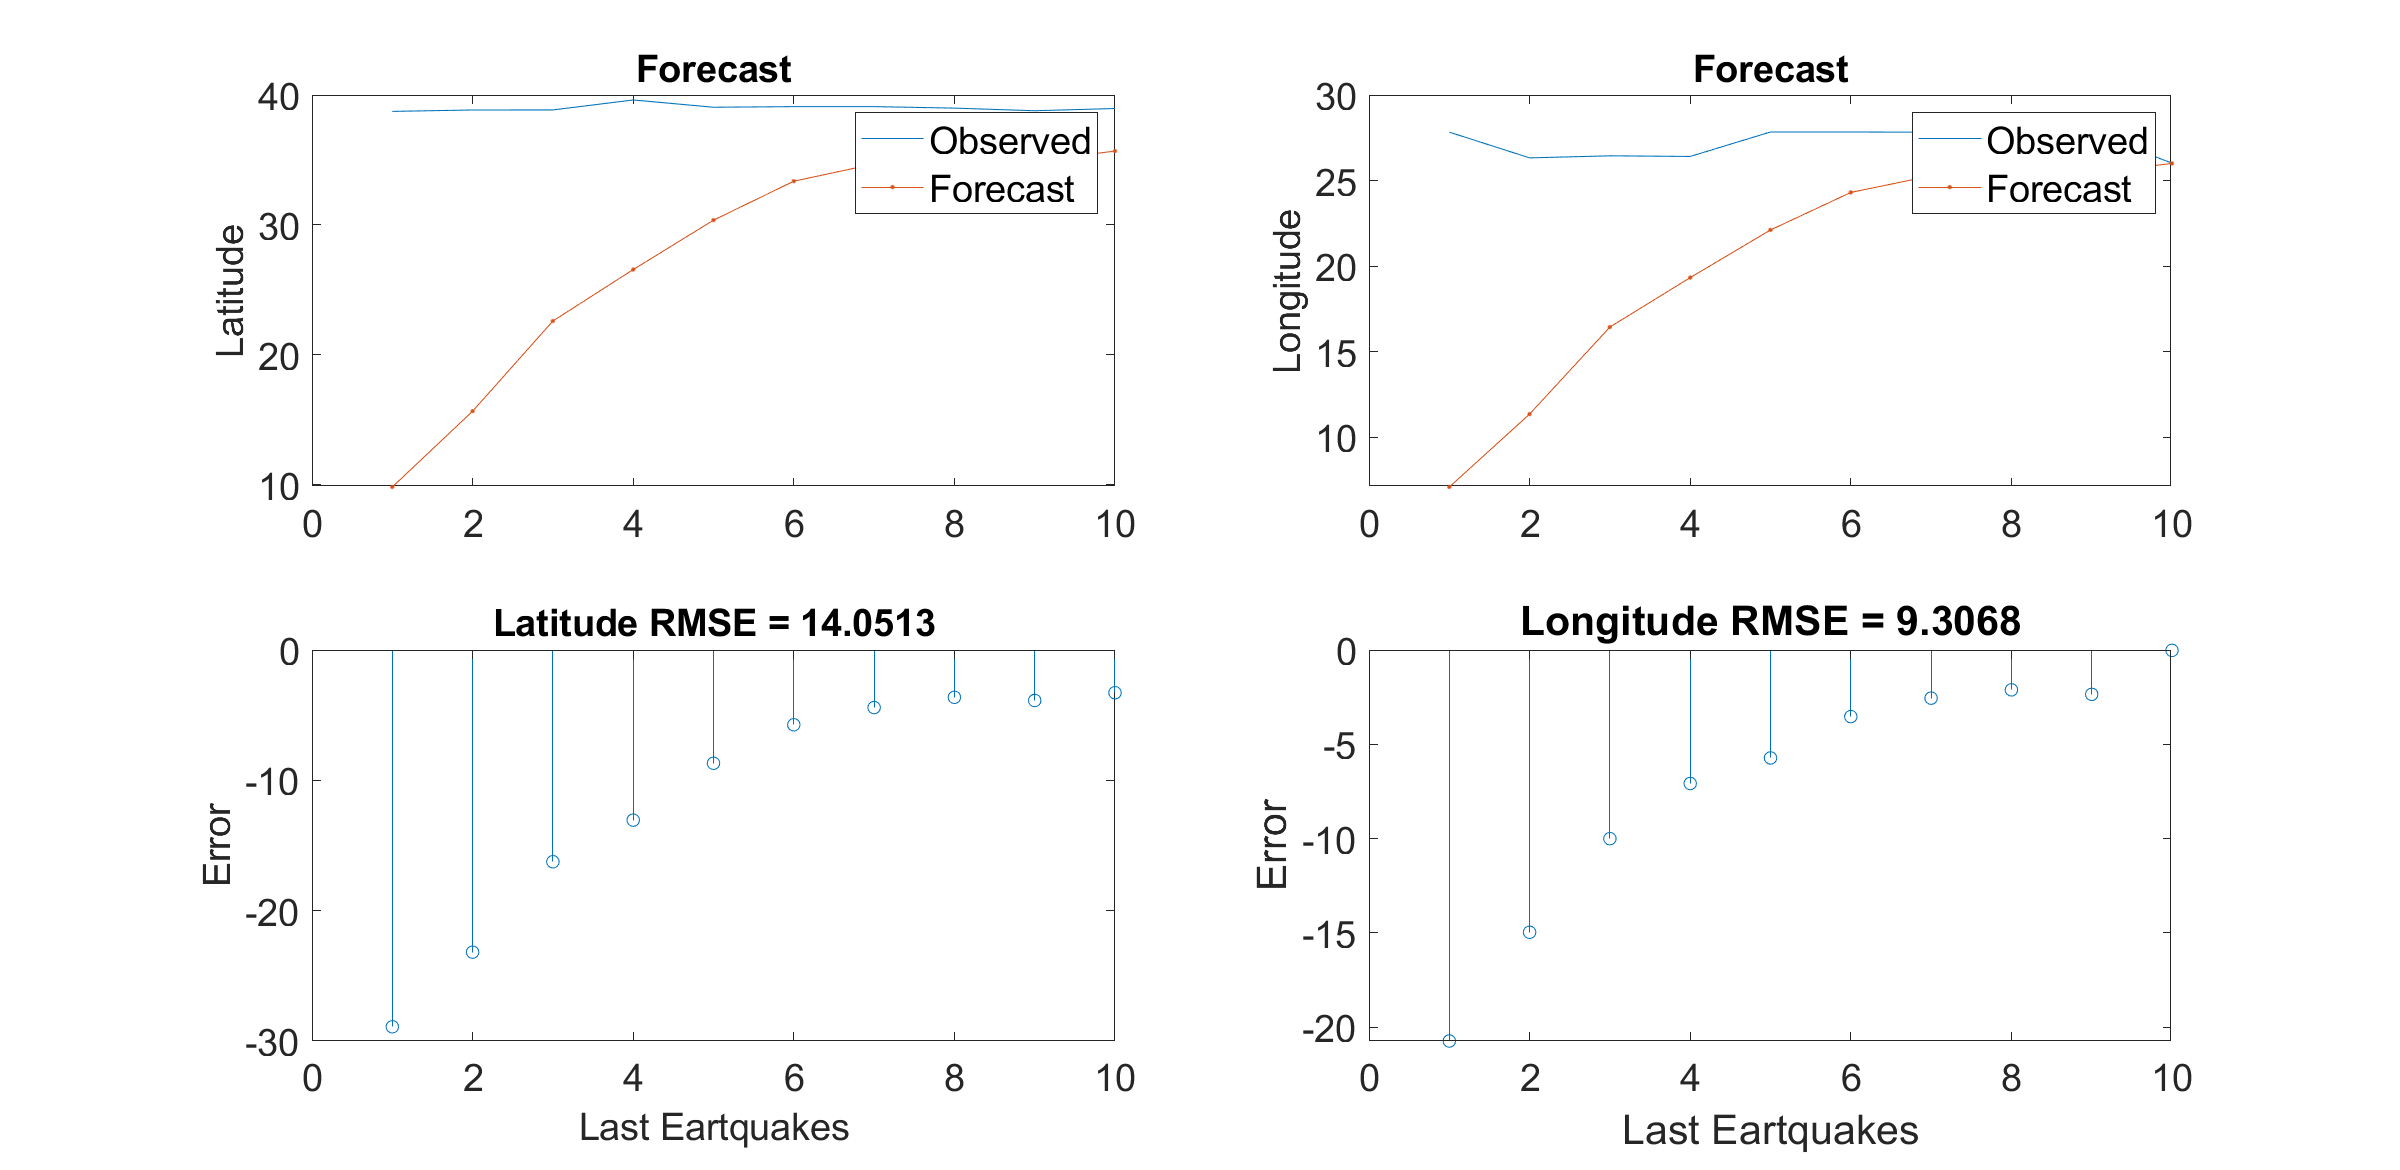 Forecast
40
30
20
10
Latitude
Observed
Forecast
0 2 4 6 8 10
Forecast
30
25
20
15
10
Longitude
Observed
Forecast
0 2 4 6 8 10
Latitude RMSE = 14.0513
0
-10
-20
-30
Error
0 2 4 6 8 10
Last Eartquakes
Longitude RMSE = 9.3068
0
-5
-10
-15
-20
Error
0 2 4 6 8 10
Last Eartquakes